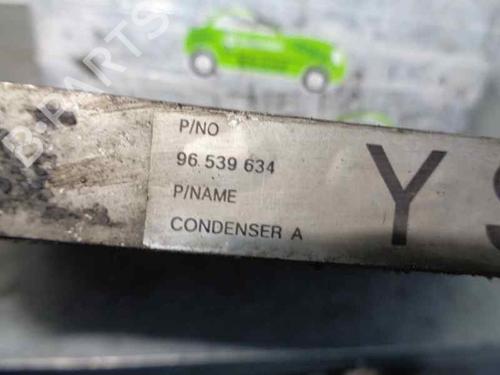 B-PARTS
P/NO
96 539 634
P/NAME
CONDENSER A
Y S